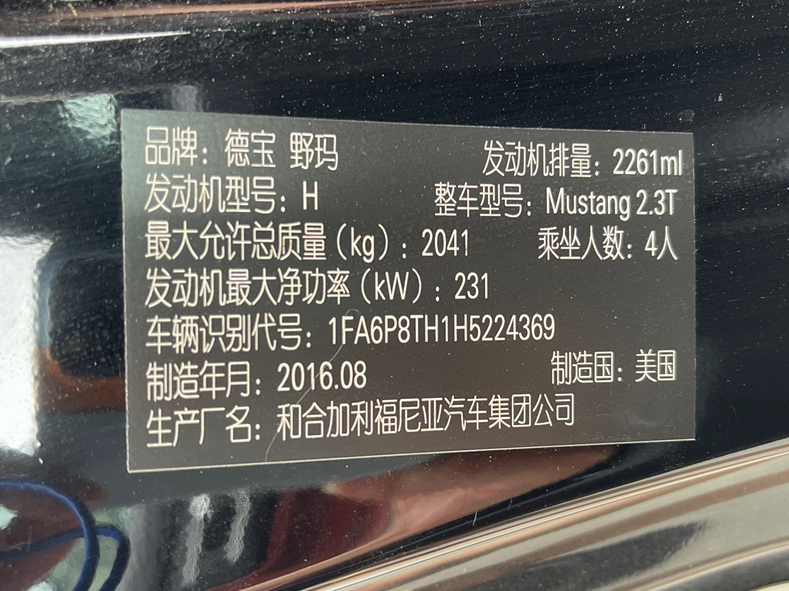 品牌：德宝 野玛 发动机排量：2261ml
发动机型号：H 整车型号：Mustang 2.3T
最大允许总质量（kg）：2041 乘坐人数：4人
发动机最大净功率（kW）：231
车辆识别代号：1FA6P8TH1H5224369
制造年月：2016.08 制造国：美国
生产厂名：和合加利福尼亚汽车集团公司